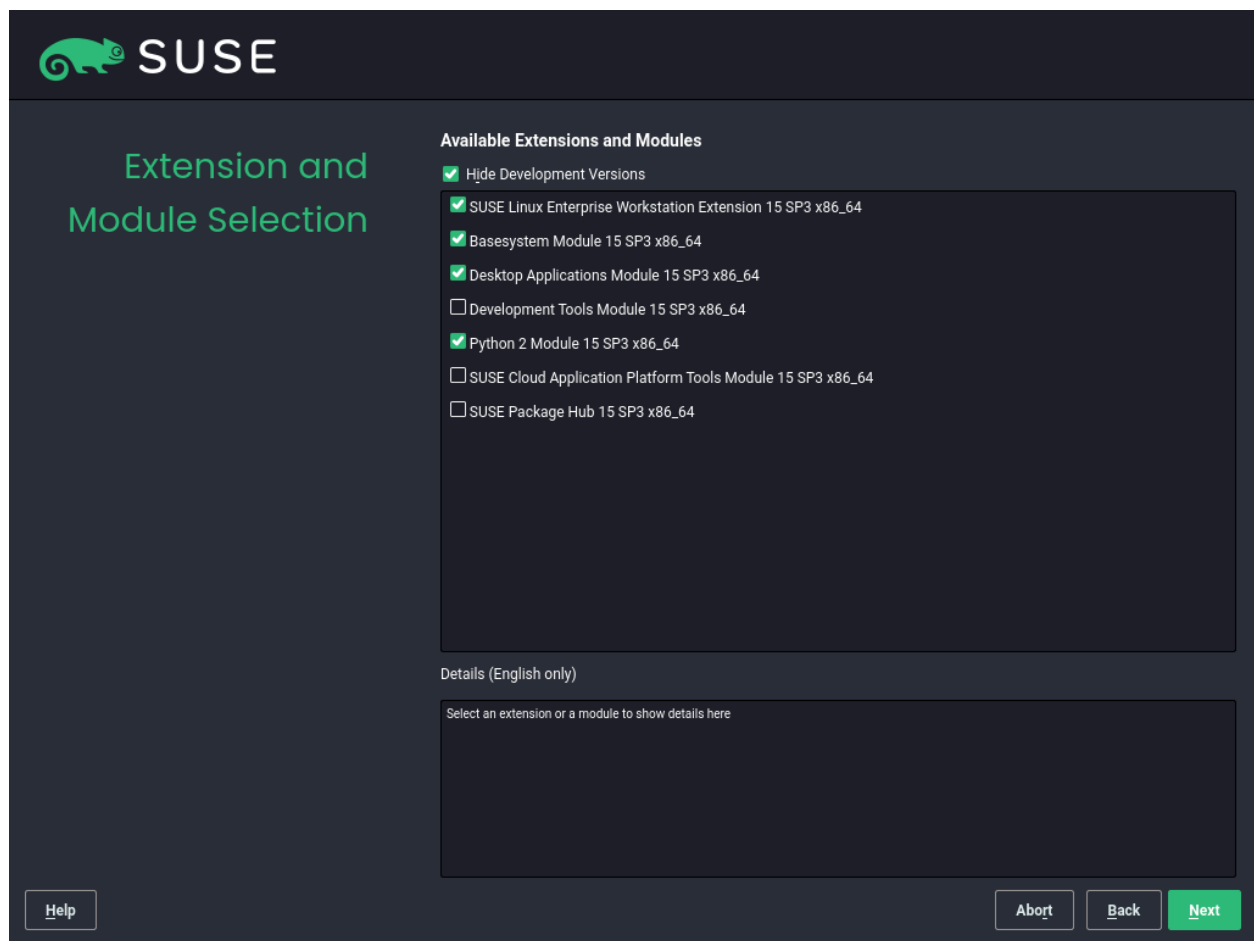 SUSE
Extension and
Module Selection
Available Extensions and Modules
Hide Development Versions
SUSE Linux Enterprise Workstation Extension 15 SP3 x86_64
Basesystem Module 15 SP3 x86_64
Desktop Applications Module 15 SP3 x86_64
Development Tools Module 15 SP3 x86_64
Python 2 Module 15 SP3 x86_64
SUSE Cloud Application Platform Tools Module 15 SP3 x86_64
SUSE Package Hub 15 SP3 x86_64
Details (English only)
Select an extension or a module to show details here
Help
Abort
Back
Next